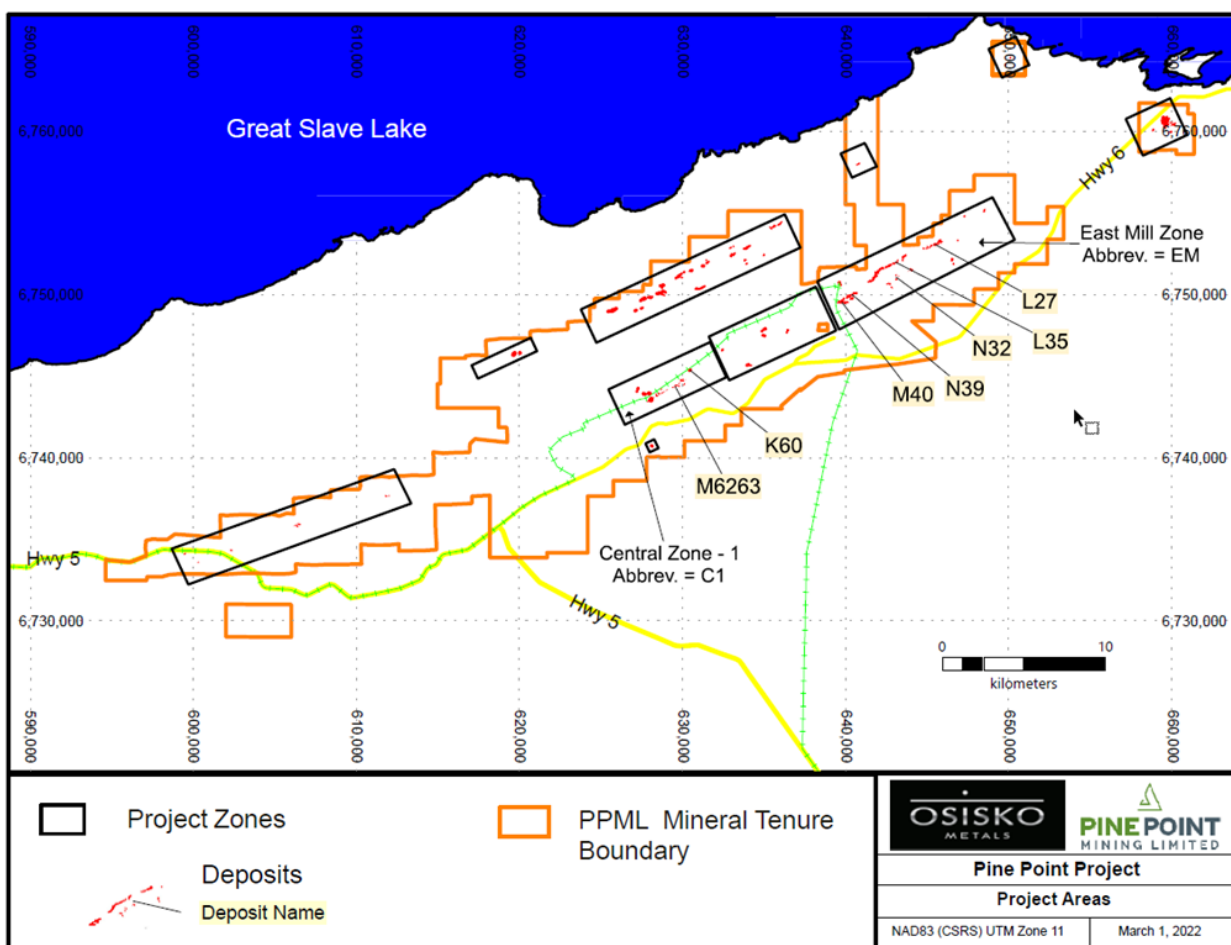 590,000
600,000
610,000
620,000
630,000
640,000
650,000
660,000
6,760,000
6,760,000
Great Slave Lake
Hwy 6
East Mill Zone
Abbrev. = EM
6,750,000
6,750,000
L27
L35
N32
N39
M40
K60
M6263
6,740,000
6,740,000
Central Zone - 1
Abbrev. = C1
Hwy 5
Hwy 5
6,730,000
6,730,000
0
10
kilometers
590,000
600,000
610,000
620,000
630,000
640,000
650,000
660,000
Project Zones
PPML Mineral Tenure
Boundary
Deposits
Deposit Name
OSISKO
METALS
PINE POINT
MINING LIMITED
Pine Point Project
Project Areas
NAD83 (CSRS) UTM Zone 11
March 1, 2022